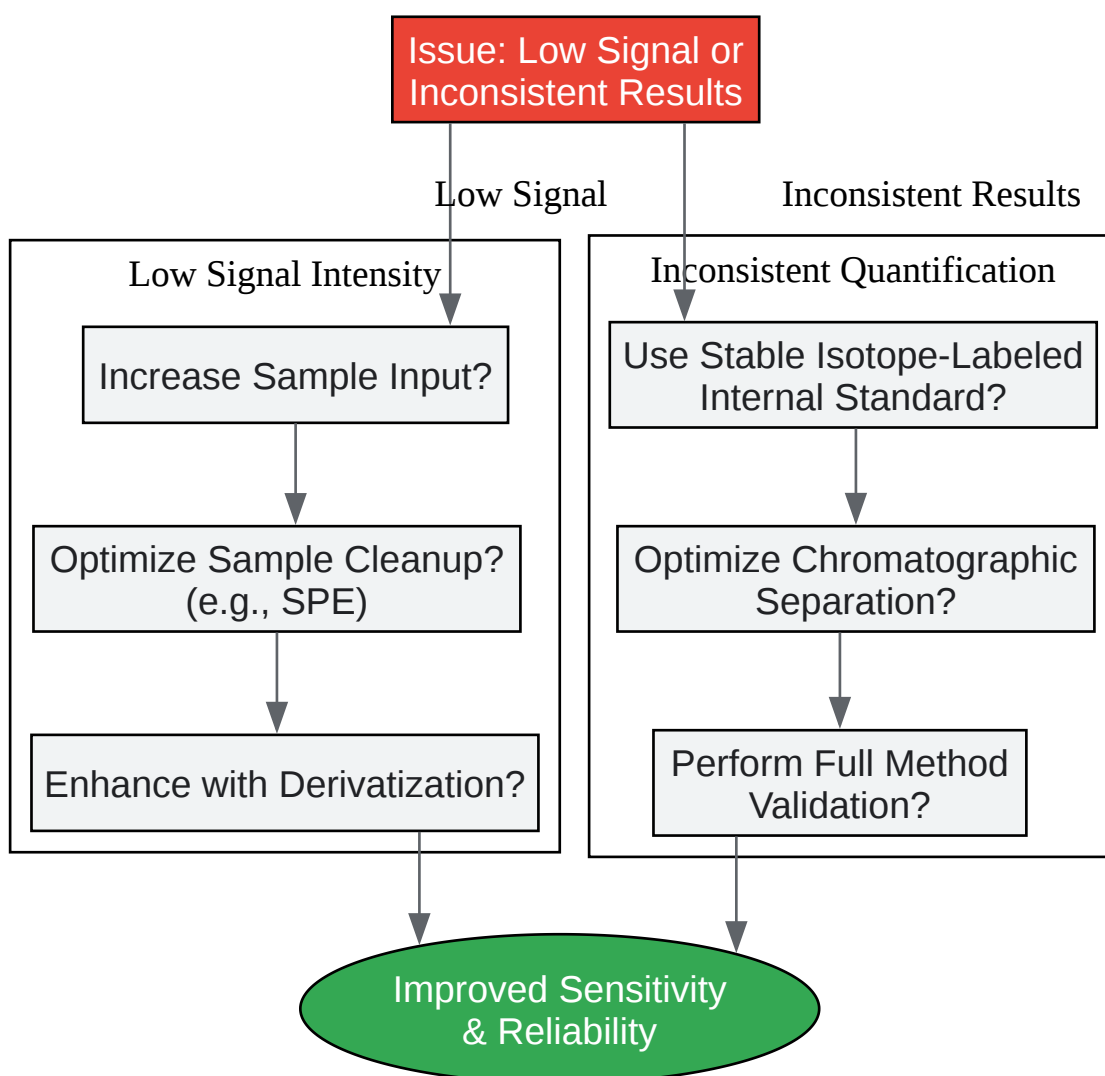 Issue: Low Signal or
Inconsistent Results
Low Signal
Inconsistent Results
Low Signal Intensity
Inconsistent Quantification
Increase Sample Input?
Use Stable Isotope-Labeled
Internal Standard?
Optimize Sample Cleanup?
(e.g., SPE)
Optimize Chromatographic
Separation?
Enhance with Derivatization?
Perform Full Method
Validation?
Improved Sensitivity
& Reliability